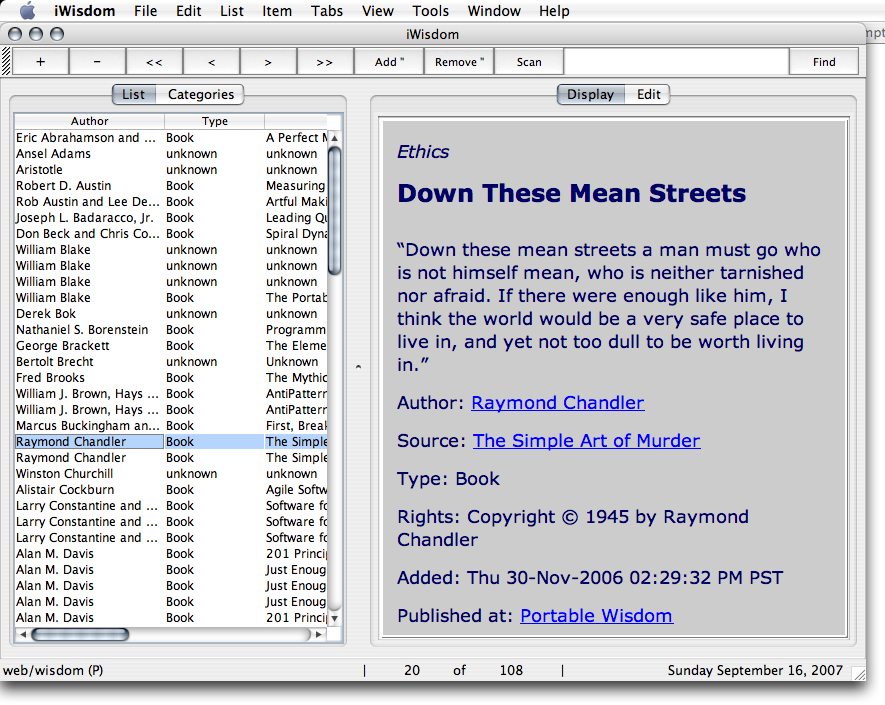 iWisdom File Edit List Item Tabs View Tools Window Help
iWisdom
+ - << < > >> Add " Remove " Scan Find
List Categories
Display Edit
Author Type
Eric Abrahamson and ... Book A Perfect M
Ansel Adams unknown unknown
Aristotle unknown unknown
Robert D. Austin Book Measuring
Rob Austin and Lee De... Book Artful Maki
Joseph L. Badaracco, Jr. Book Leading Qu
Don Beck and Chris Co... Book Spiral Dyna
William Blake unknown unknown
William Blake unknown unknown
William Blake unknown unknown
William Blake Book The Portab
Derek Bok unknown unknown
Nathaniel S. Borenstein Book Programm
George Brackett Book The Eleme
Bertolt Brecht unknown Unknown
Fred Brooks Book The Mythic
William J. Brown, Hays ... Book AntiPattern
William J. Brown, Hays ... Book AntiPattern
Marcus Buckingham an... Book First, Break
Raymond Chandler Book The Simple
Raymond Chandler Book The Simple
Winston Churchill unknown unknown
Alistair Cockburn Book Agile Softw
Larry Constantine and ... Book Software fo
Larry Constantine and ... Book Software fo
Larry Constantine and ... Book Software fo
Alan M. Davis Book 201 Princip
Alan M. Davis Book Just Enoug
Alan M. Davis Book Just Enoug
Alan M. Davis Book Just Enoug
Alan M. Davis Book 201 Princip
Ethics
Down These Mean Streets
“Down these mean streets a man must go who
is not himself mean, who is neither tarnished
nor afraid. If there were enough like him, I
think the world would be a very safe place to
live in, and yet not too dull to be worth living
in.”
Author: Raymond Chandler
Source: The Simple Art of Murder
Type: Book
Rights: Copyright © 1945 by Raymond
Chandler
Added: Thu 30-Nov-2006 02:29:32 PM PST
Published at: Portable Wisdom
web/wisdom (P) | 20 of 108 | Sunday September 16, 2007